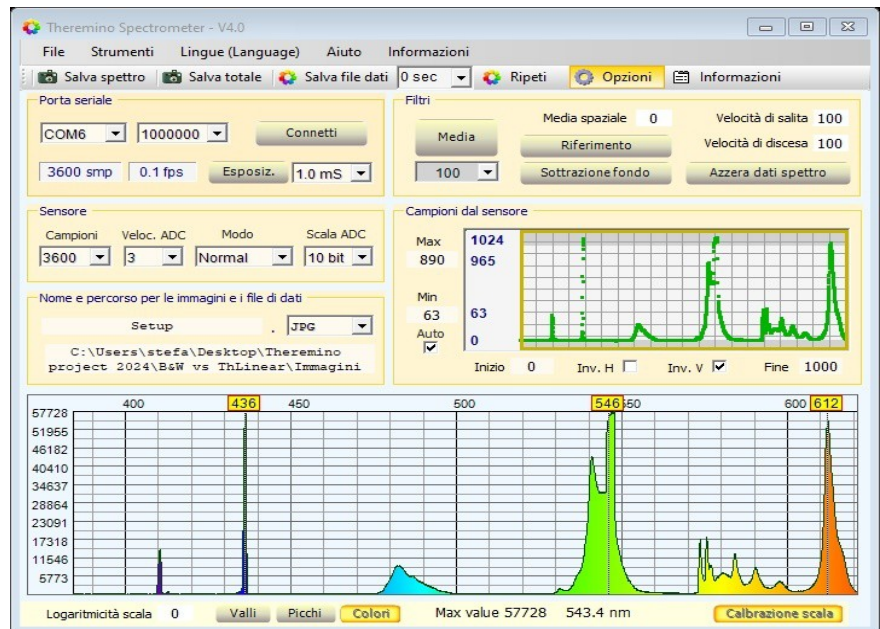 Theremino Spectrometer - V4.0
File Strumenti Lingue (Language) Aiuto Informazioni
Salva spettro Salva totale Salva file dati 0 sec Ripeti Opzioni Informazioni
Porta seriale
COM6 1000000 Connetti
3600 smp 0.1 fps Esposiz. 1.0 mS
Filtri
Media spaziale 0 Velocità di salita 100
Media Riferimento Velocità di discesa 100
100 Sottrazione fondo Azzera dati spettro
Sensore
Campioni Veloc. ADC Modo Scala ADC
3600 3 Normal 10 bit
Nome e percorso per le immagini e i file di dati
Setup . JPG
C:\Users\stefa\Desktop\Theremino
project 2024\B&W vs ThLinear\Immagini
Campioni dal sensore
Max 1024
890 965
Min
63 63
Auto
0
Inizio 0 Inv. H Inv. V Fine 1000
400 436 450 500 546 550 600 612
57728
51955
46182
40410
34637
28864
23091
17318
11546
5773
Logaritmicità scala 0 Valli Picchi Colori Max value 57728 543.4 nm Calbrazione scala